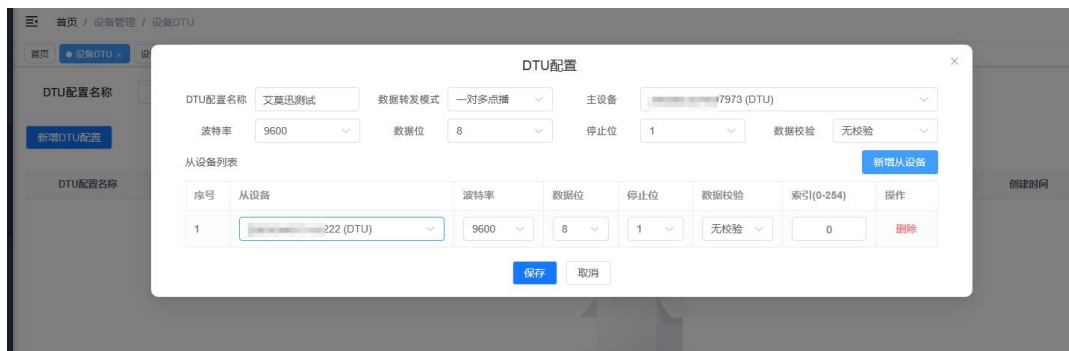 首页 / 设备管理 / 设备DTU
首页 ● 设备DTU × 设
DTU配置
DTU配置名称
DTU配置名称 艾莫迅测试 数据转发模式 一对多点播 主设备 7973 (DTU)
波特率 9600 数据位 8 停止位 1 数据校验 无校验
新增DTU配置
从设备列表 新增从设备
DTU配置名称 创建时间
序号 从设备 波特率 数据位 停止位 数据校验 索引(0-254) 操作
1 222 (DTU) 9600 8 1 无校验 0 删除
保存 取消